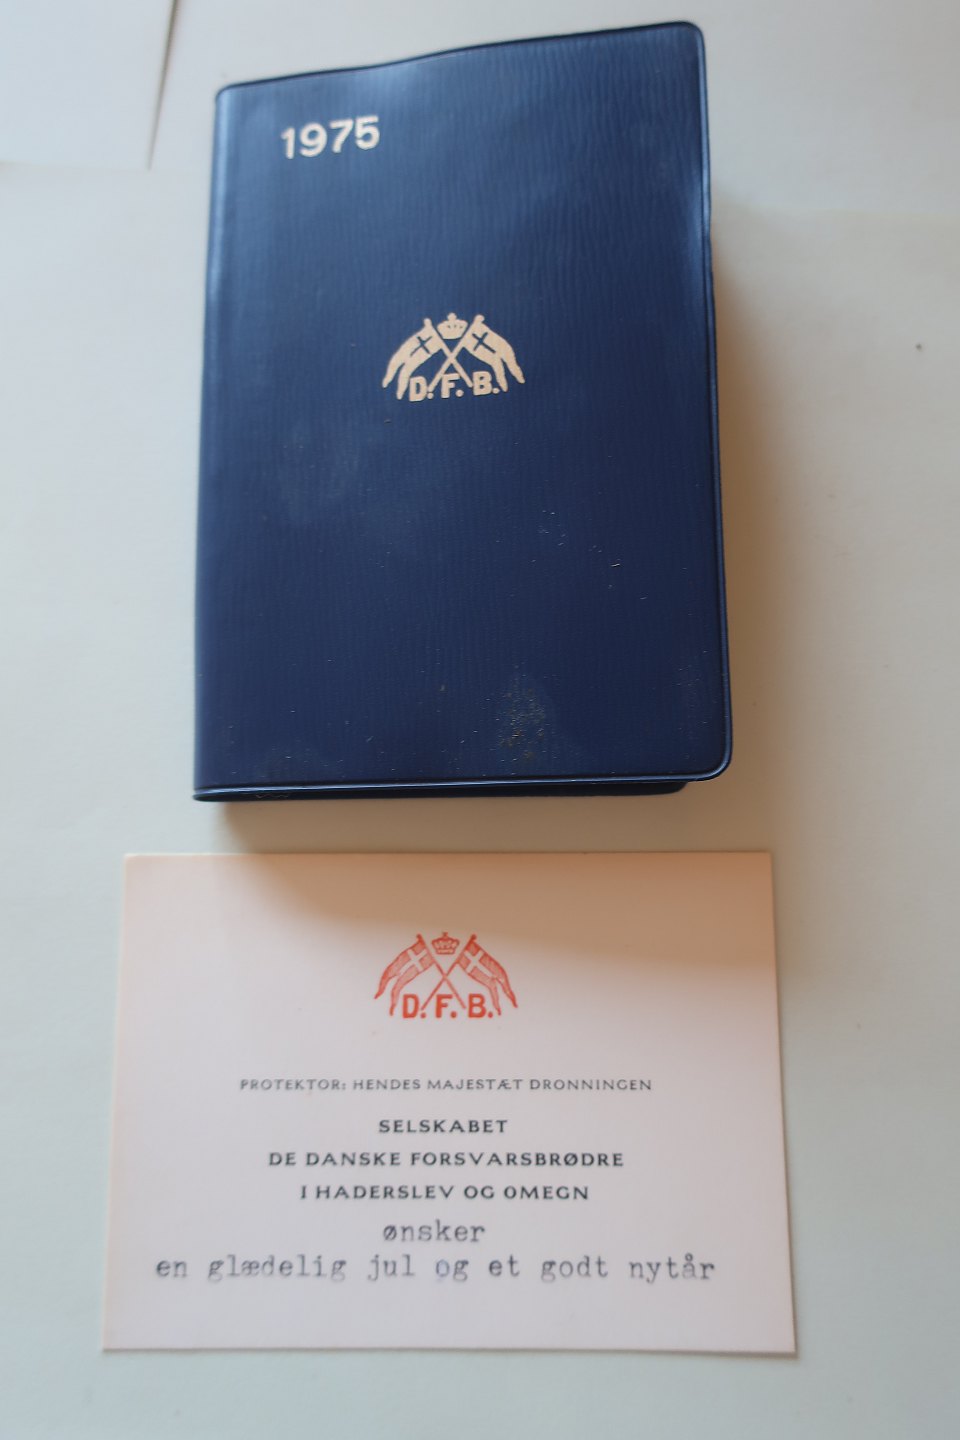 1975
D. F. B.
D. F. B.
PROTEKTOR: HENDES MAJESTÆT DRONNINGEN
SELSKABET
DE DANSKE FORSVARSBRØDRE
I HADERSLEV OG OMEGN
ønsker
en glædelig jul og et godt nytår